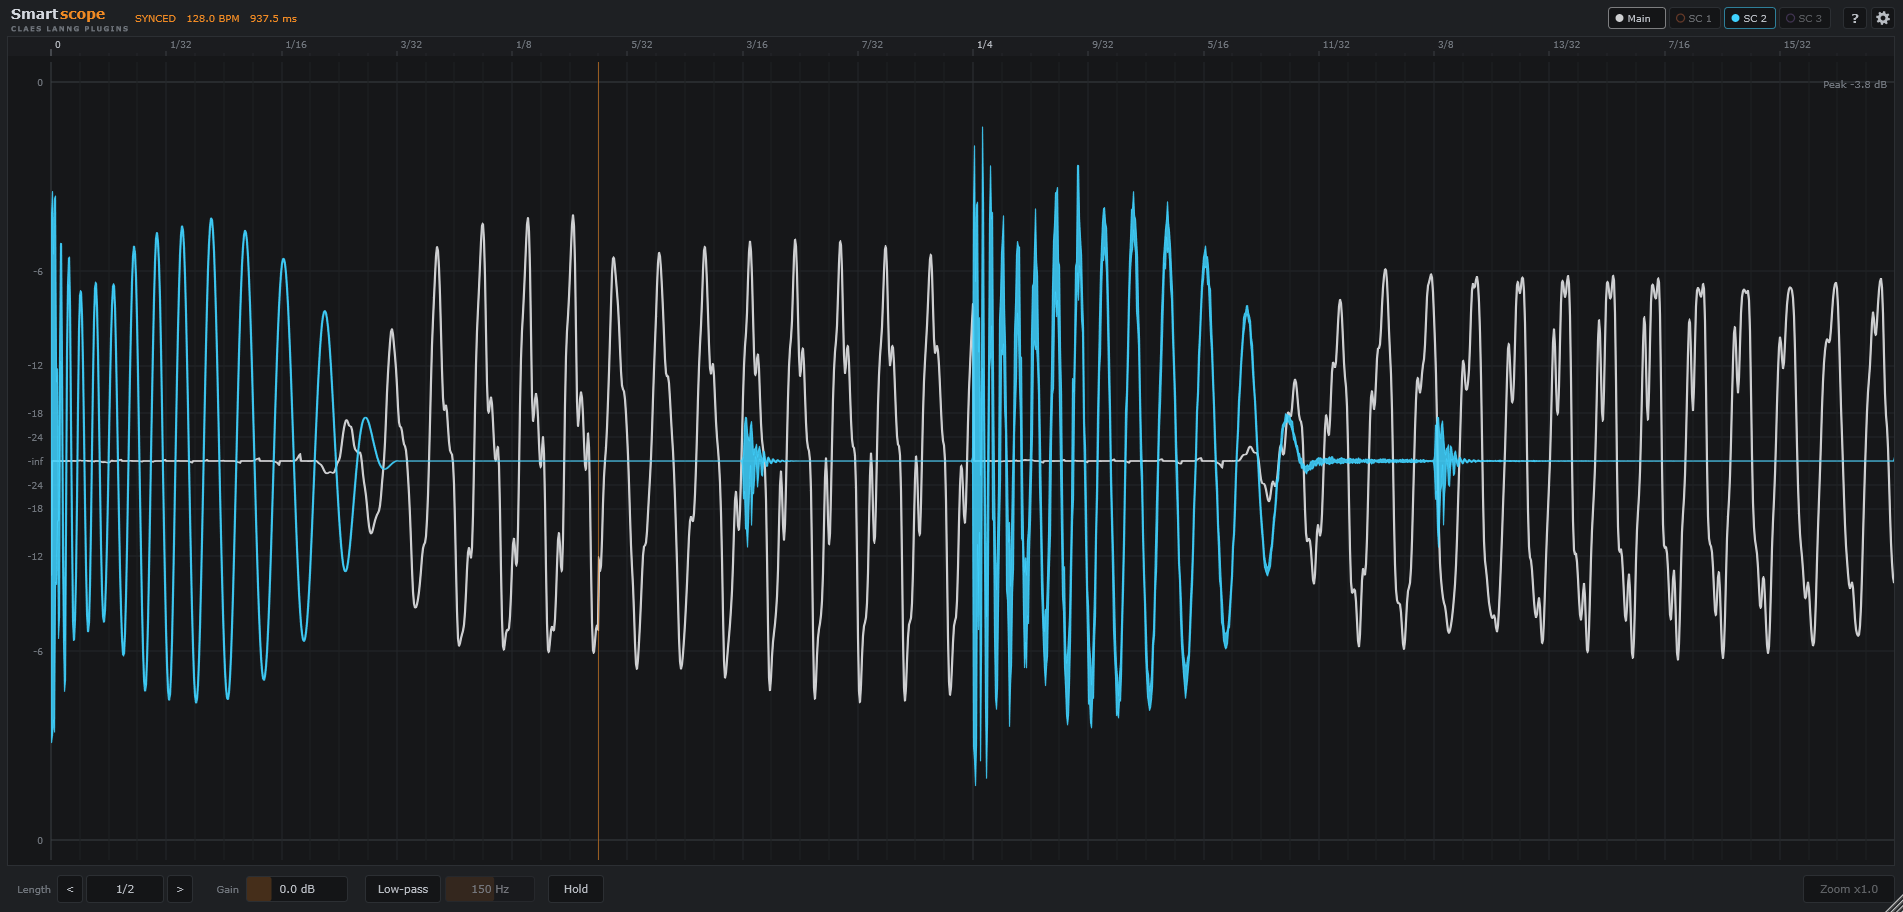 Smartscope
CLAES LANNG PLUGINS
SYNCED 128.0 BPM 937.5 ms
Main SC 1 SC 2 SC 3 ?
0 1/32 1/16 3/32 1/8 5/32 3/16 7/32 1/4 9/32 5/16 11/32 3/8 13/32 7/16 15/32
0
Peak -3.8 dB
-6
-12
-18
-24
-inf
-24
-18
-12
-6
0
Length < 1/2 > Gain 0.0 dB Low-pass 150 Hz Hold Zoom x1.0